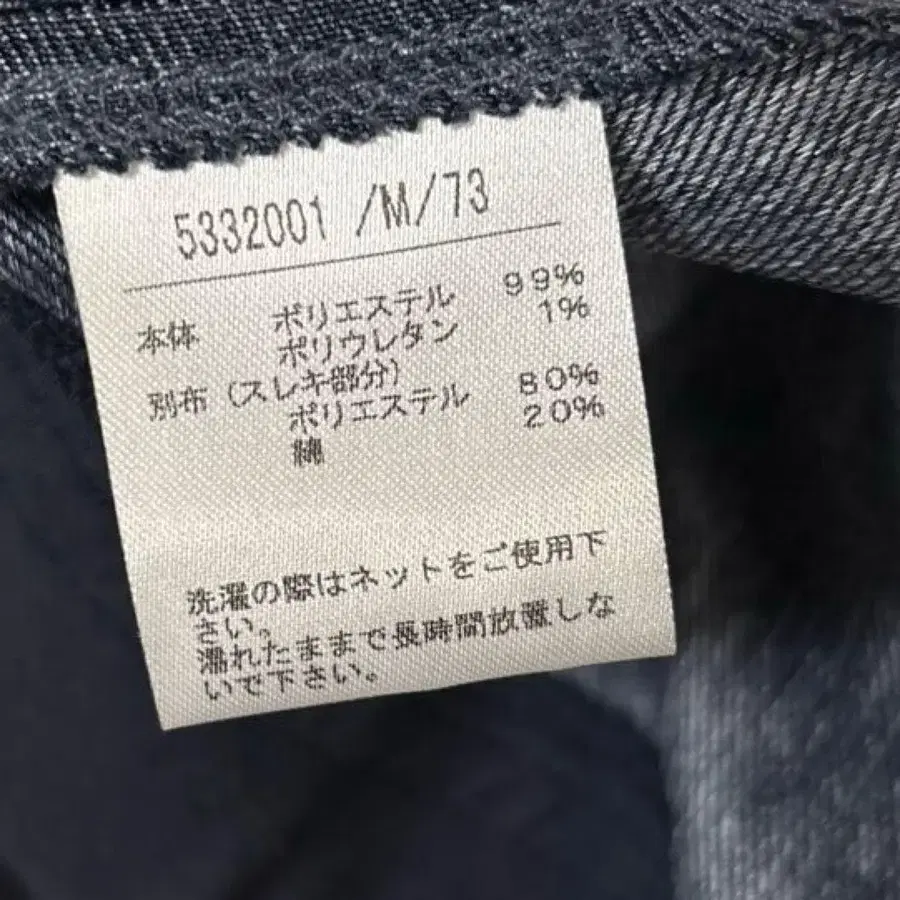 5332001 /M/73
本体 ポリエステル 99%
ポリウレタン 1%
別布 (スレキ部分)
ポリエステル 80%
綿 20%
洗濯の際はネットをご使用下
さい。
濡れたままで長時間放置しな
いで下さい。